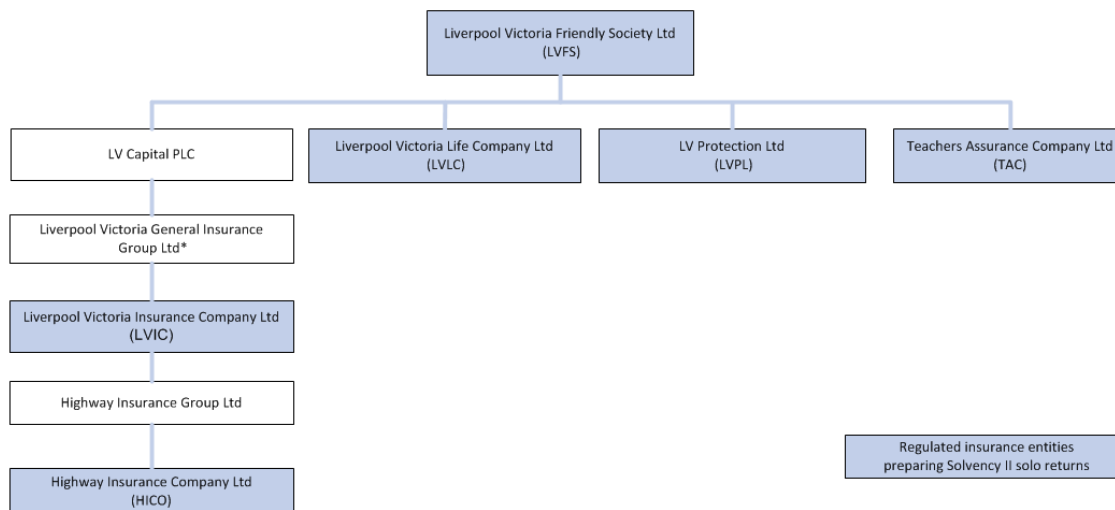 Liverpool Victoria Friendly Society Ltd
(LVFS)
LV Capital PLC
Liverpool Victoria Life Company Ltd
(LVLC)
LV Protection Ltd
(LVPL)
Teachers Assurance Company Ltd
(TAC)
Liverpool Victoria General Insurance
Group Ltd*
Liverpool Victoria Insurance Company Ltd
(LVIC)
Highway Insurance Group Ltd
Highway Insurance Company Ltd
(HICO)
Regulated insurance entities
preparing Solvency II solo returns